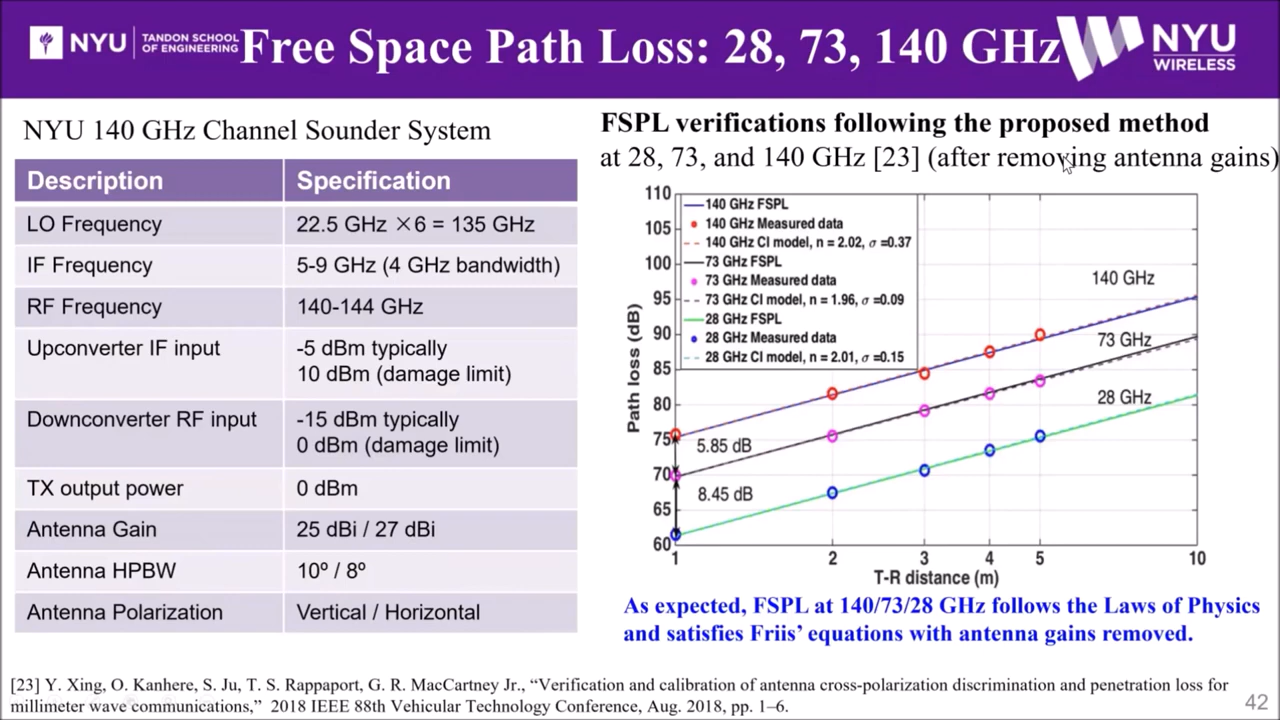 NYU
TANDON SCHOOL
OF ENGINEERING
Free Space Path Loss: 28, 73, 140 GHz
NYU
WIRELESS
NYU 140 GHz Channel Sounder System
Description Specification
LO Frequency 22.5 GHz ×6 = 135 GHz
IF Frequency 5-9 GHz (4 GHz bandwidth)
RF Frequency 140-144 GHz
Upconverter IF input -5 dBm typically
10 dBm (damage limit)
Downconverter RF input -15 dBm typically
0 dBm (damage limit)
TX output power 0 dBm
Antenna Gain 25 dBi / 27 dBi
Antenna HPBW 10º / 8º
Antenna Polarization Vertical / Horizontal
FSPL verifications following the proposed method
at 28, 73, and 140 GHz [23] (after removing antenna gains)
110
105
100
95
90
85
80
75
70
65
60
Path loss (dB)
140 GHz FSPL
140 GHz Measured data
140 GHz CI model, n = 2.02, σ =0.37
73 GHz FSPL
73 GHz Measured data
73 GHz CI model, n = 1.96, σ =0.09
28 GHz FSPL
28 GHz Measured data
28 GHz CI model, n = 2.01, σ =0.15
140 GHz
73 GHz
28 GHz
5.85 dB
8.45 dB
1 2 3 4 5 10
T-R distance (m)
As expected, FSPL at 140/73/28 GHz follows the Laws of Physics
and satisfies Friis’ equations with antenna gains removed.
[23] Y. Xing, O. Kanhere, S. Ju, T. S. Rappaport, G. R. MacCartney Jr., “Verification and calibration of antenna cross-polarization discrimination and penetration loss for
millimeter wave communications,” 2018 IEEE 88th Vehicular Technology Conference, Aug. 2018, pp. 1–6.
42